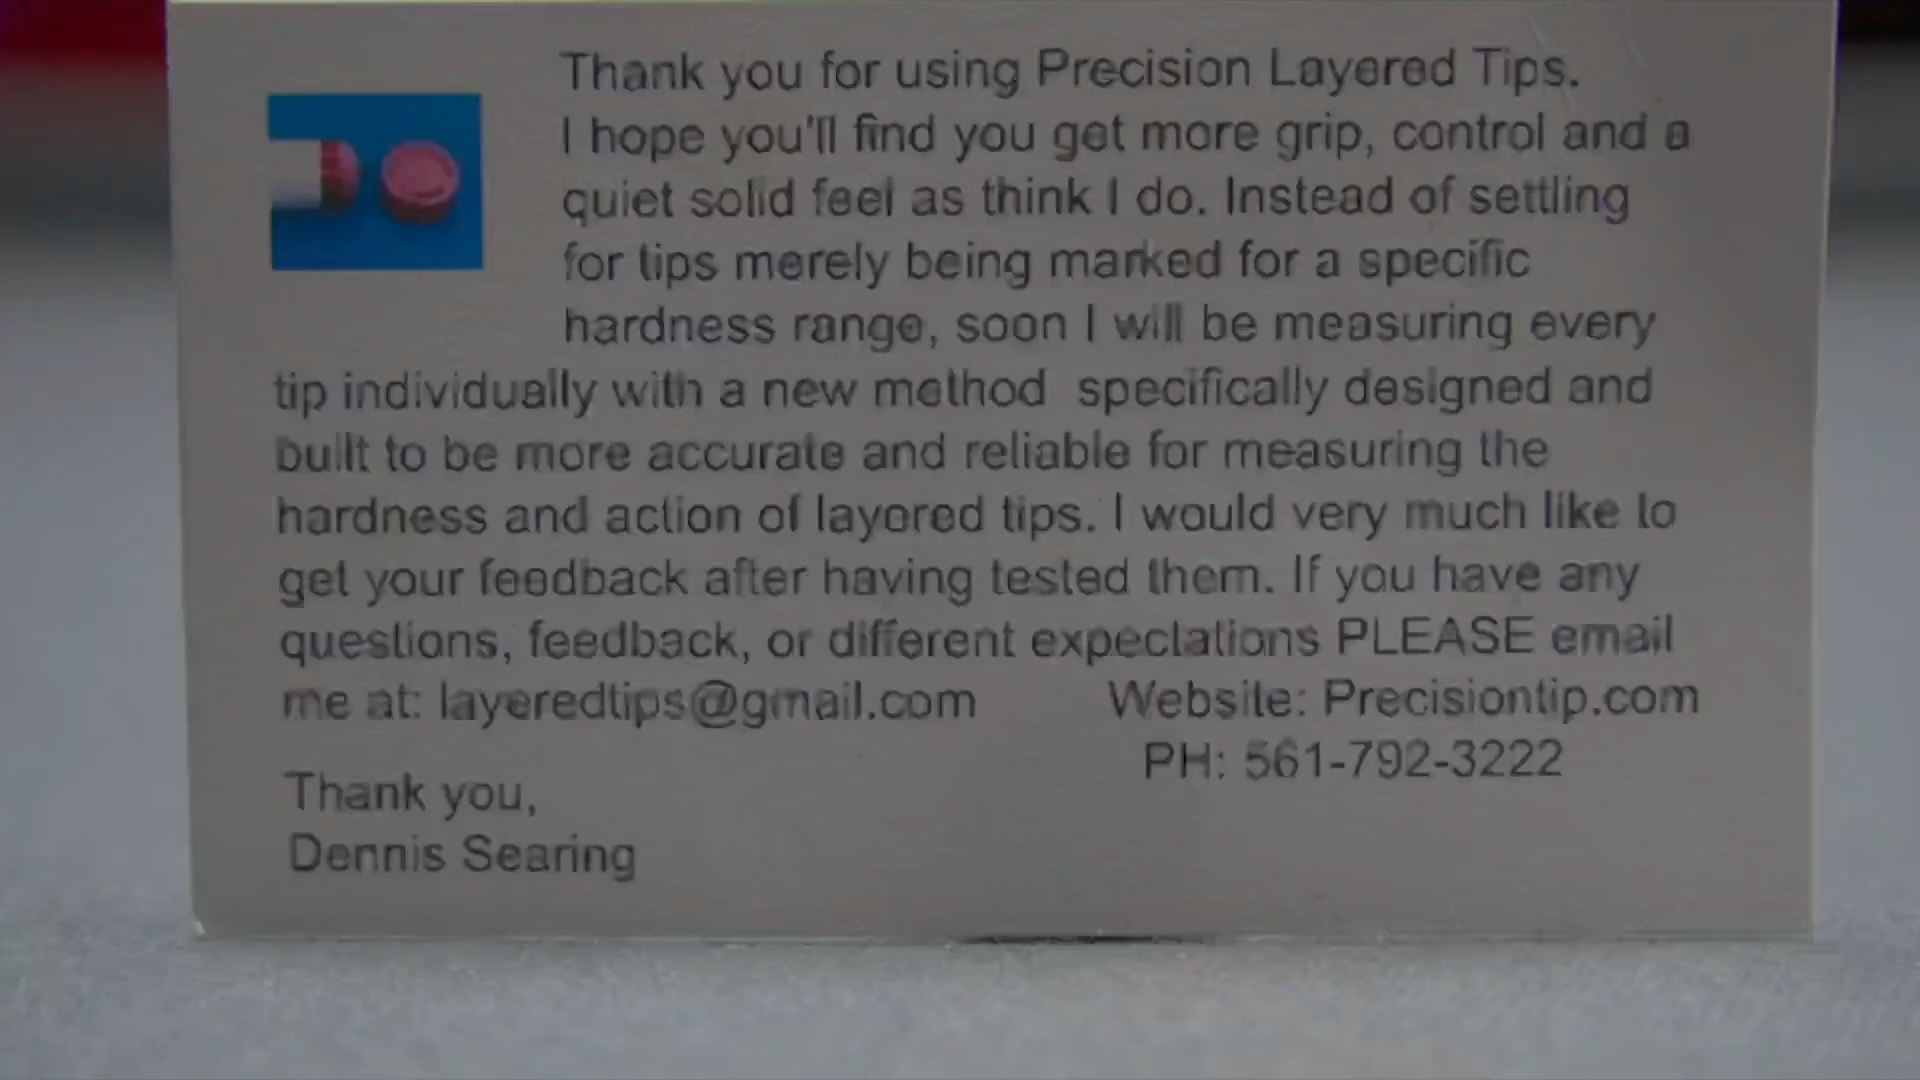 Thank you for using Precision Layered Tips.
I hope you'll find you get more grip, control and a
quiet solid feel as think I do. Instead of settling
for tips merely being marked for a specific
hardness range, soon I will be measuring every
tip individually with a new method specifically designed and
built to be more accurate and reliable for measuring the
hardness and action of layered tips. I would very much like to
get your feedback after having tested them. If you have any
questions, feedback, or different expectations PLEASE email
me at: layeredtips@gmail.com Website: Precisiontip.com
PH: 561-792-3222
Thank you,
Dennis Searing